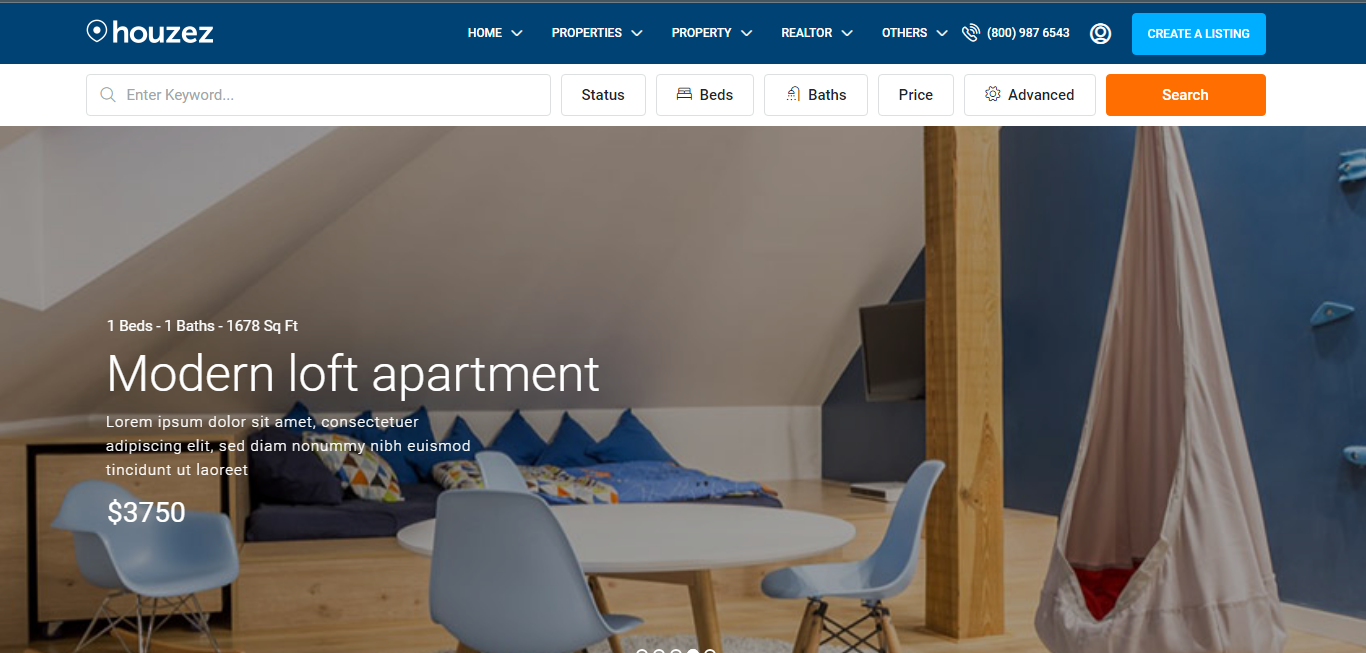 houzez
HOME PROPERTIES PROPERTY REALTOR OTHERS (800) 987 6543 CREATE A LISTING
Enter Keyword... Status Beds Baths Price Advanced Search
1 Beds - 1 Baths - 1678 Sq Ft
Modern loft apartment
Lorem ipsum dolor sit amet, consectetuer
adipiscing elit, sed diam nonummy nibh euismod
tincidunt ut laoreet
$3750